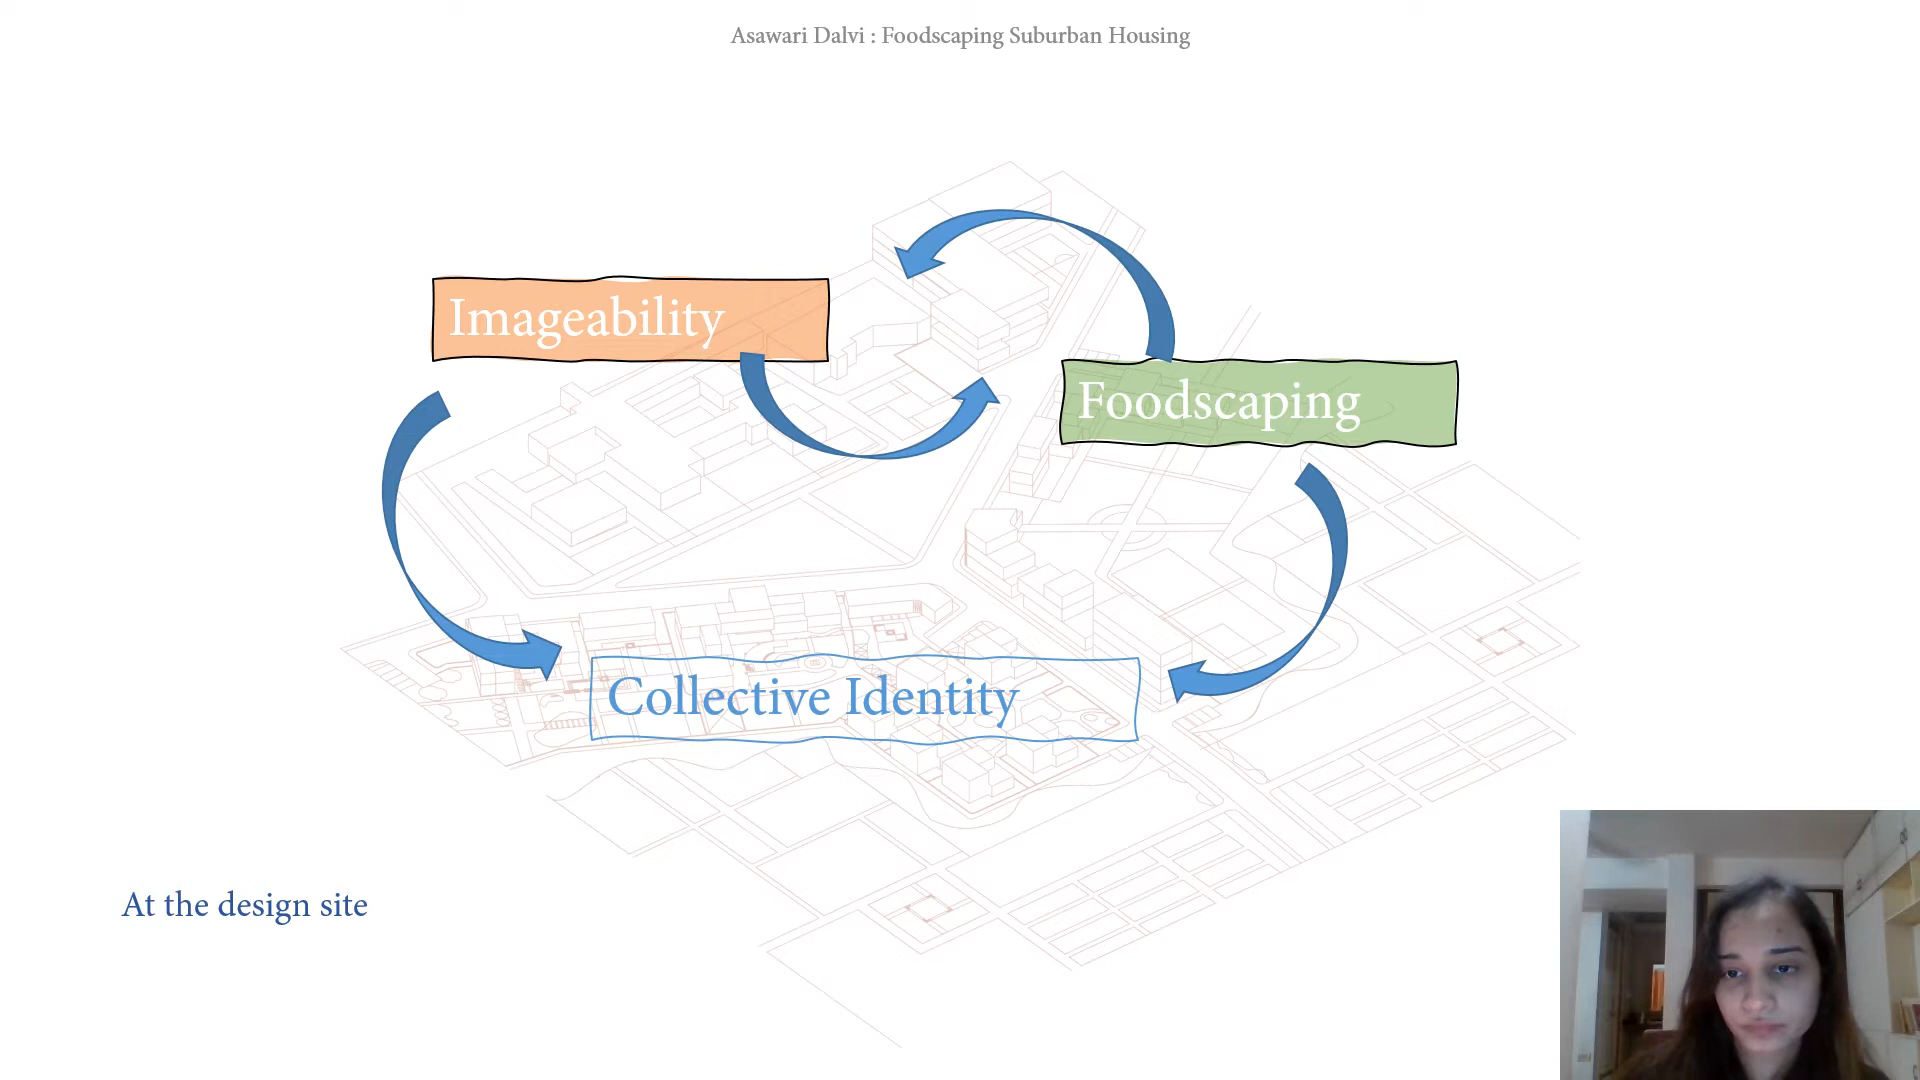 Asawari Dalvi : Foodscaping Suburban Housing
Imageability
Foodscaping
Collective Identity
At the design site